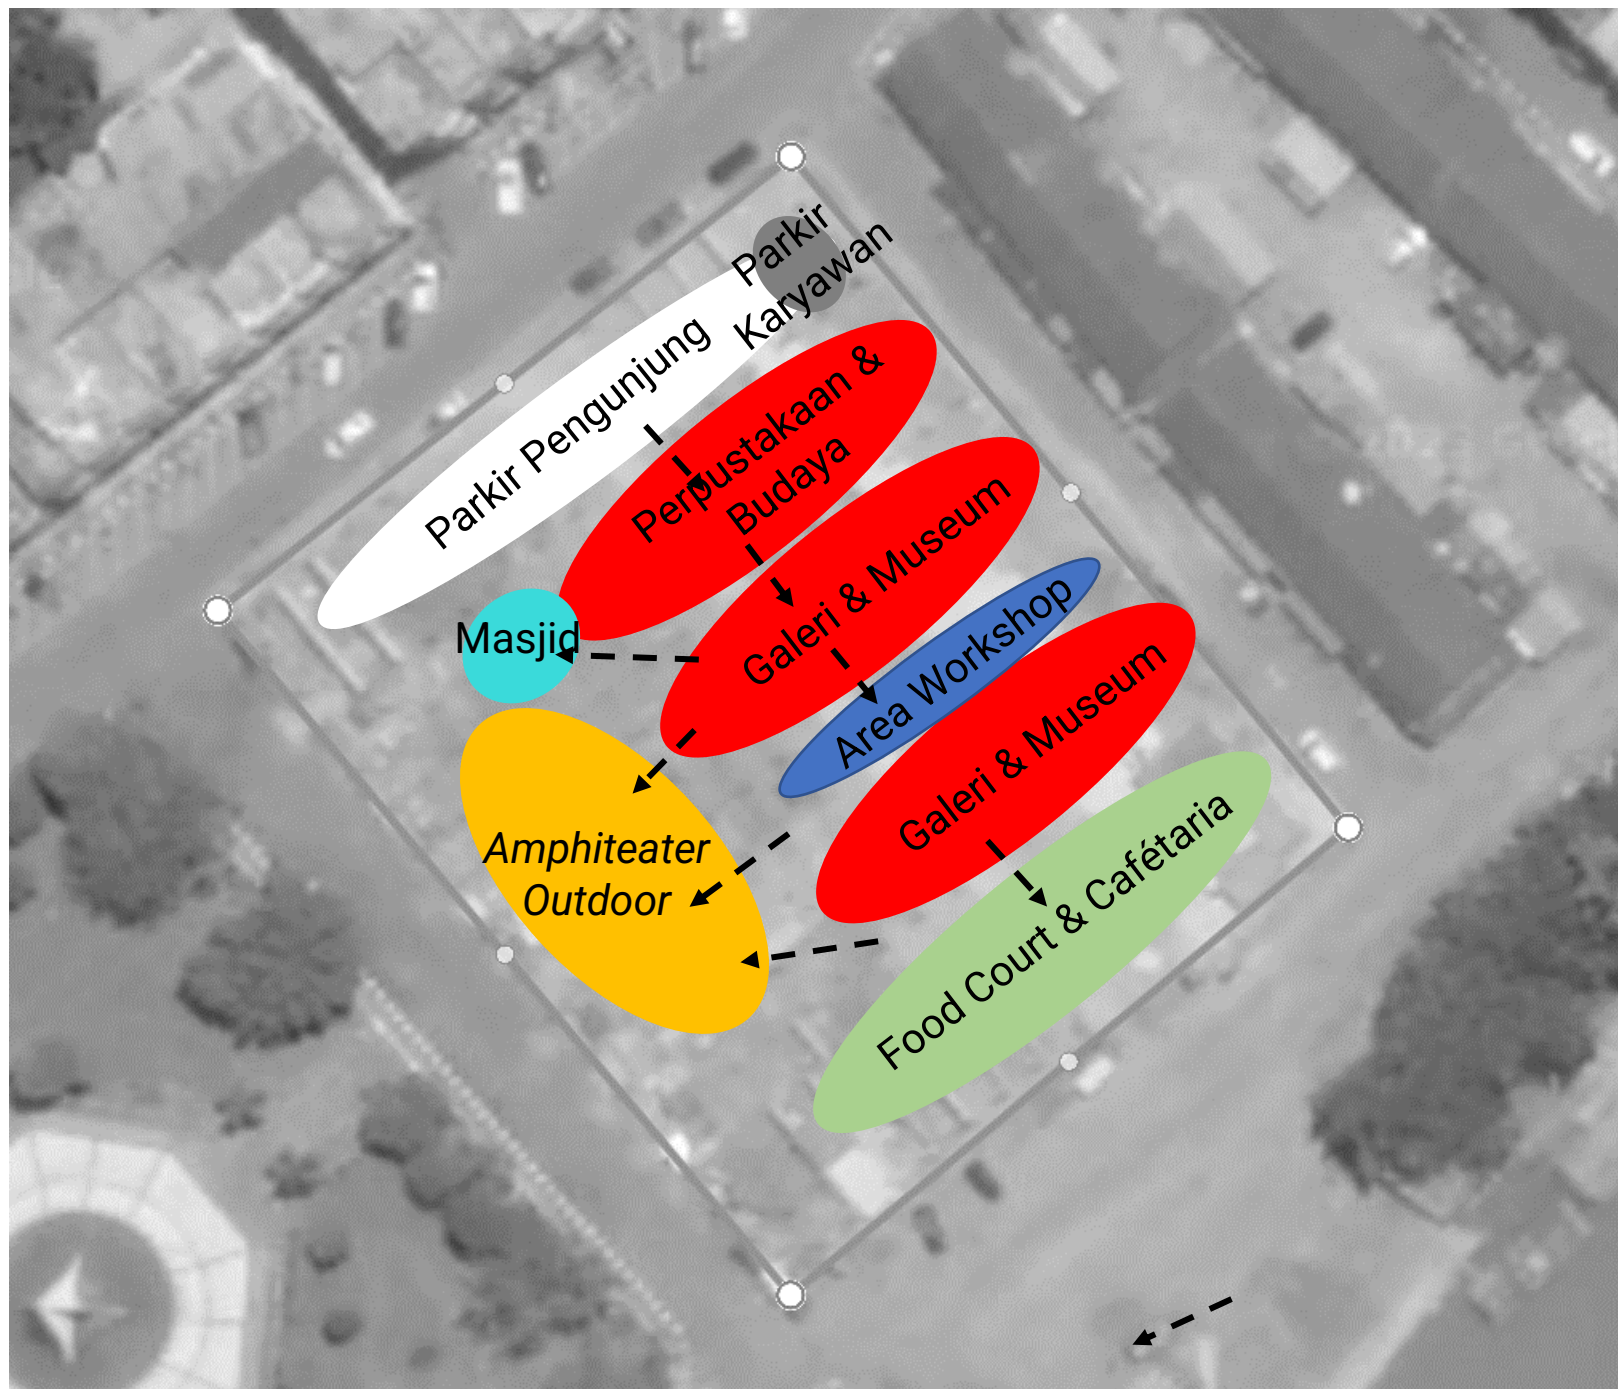 Parkir
Karyawan
Parkir Pengunjung
Perpustakaan &
Budaya
Galeri & Museum
Masjid
Area Workshop
Galeri & Museum
Amphiteater
Outdoor
Food Court & Cafétaria